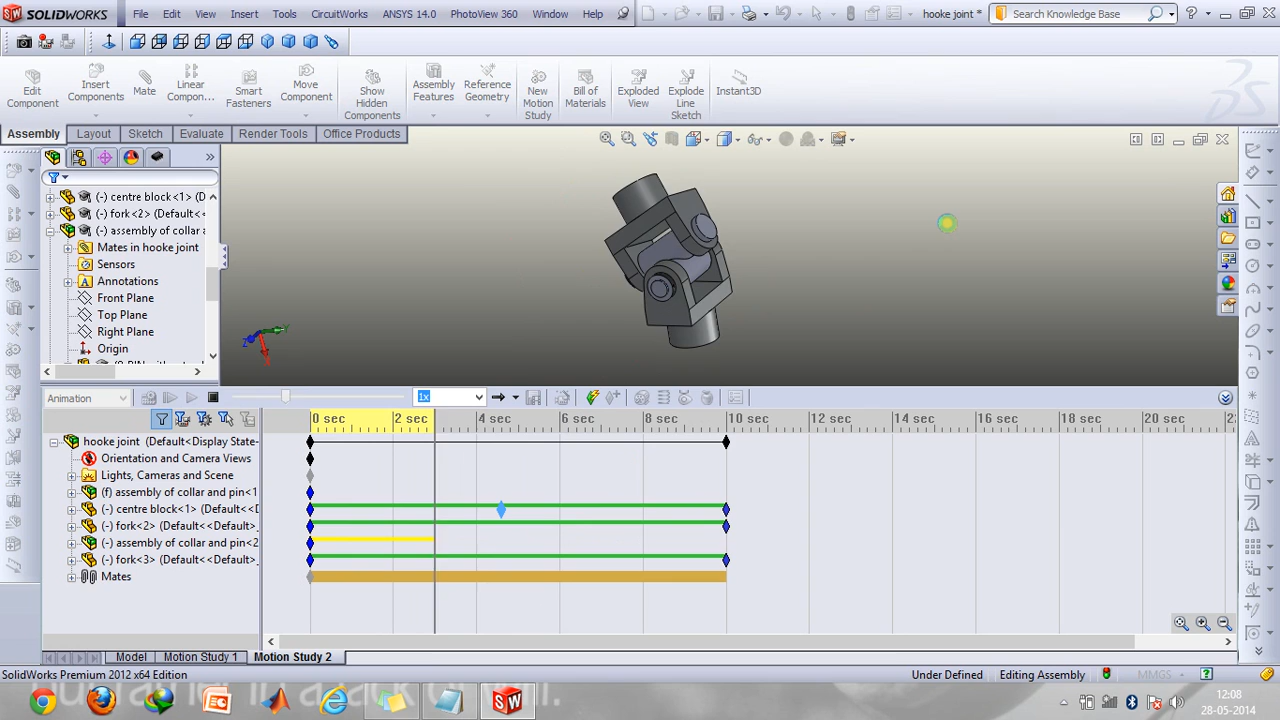 SOLIDWORKS File Edit View Insert Tools CircuitWorks ANSYS 14.0 PhotoView 360 Window Help hooke joint * Search Knowledge Base
Edit Component
Insert Components
Mate
Linear Compon...
Smart Fasteners
Move Component
Show Hidden Components
Assembly Features
Reference Geometry
New Motion Study
Bill of Materials
Exploded View
Explode Line Sketch
Instant3D
Assembly Layout Sketch Evaluate Render Tools Office Products
(-) centre block<1> (D
(-) fork<2> (Default<
(-) assembly of collar a
Mates in hooke joint
Sensors
Annotations
Front Plane
Top Plane
Right Plane
Origin
Animation 1x
0 sec 2 sec 4 sec 6 sec 8 sec 10 sec 12 sec 14 sec 16 sec 18 sec 20 sec 22
hooke joint (Default<Display State-
Orientation and Camera Views
Lights, Cameras and Scene
(f) assembly of collar and pin<1
(-) centre block<1> (Default<<D
(-) fork<2> (Default<<Default>_
(-) assembly of collar and pin<2
(-) fork<3> (Default<<Default>_
Mates
Model Motion Study 1 Motion Study 2
SolidWorks Premium 2012 x64 Edition Under Defined Editing Assembly MMGS
12:08
28-05-2014